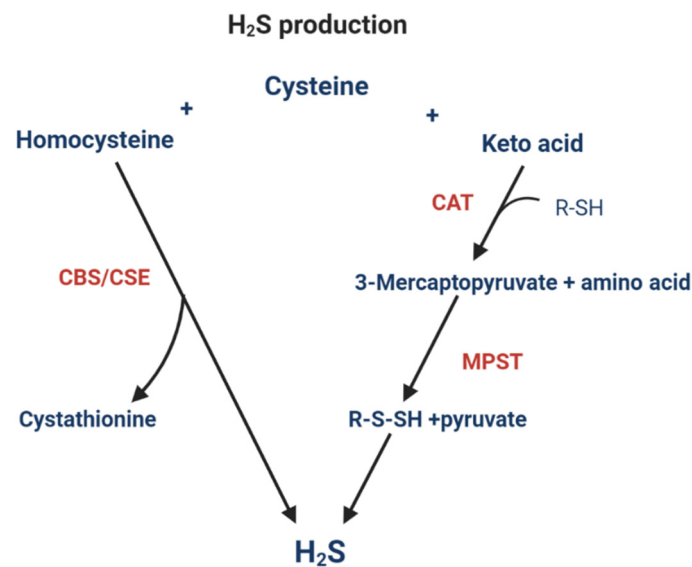 H₂S production
Cysteine
+
+
Homocysteine
Keto acid
CAT
R-SH
CBS/CSE
3-Mercaptopyruvate + amino acid
MPST
Cystathionine
R-S-SH +pyruvate
H₂S